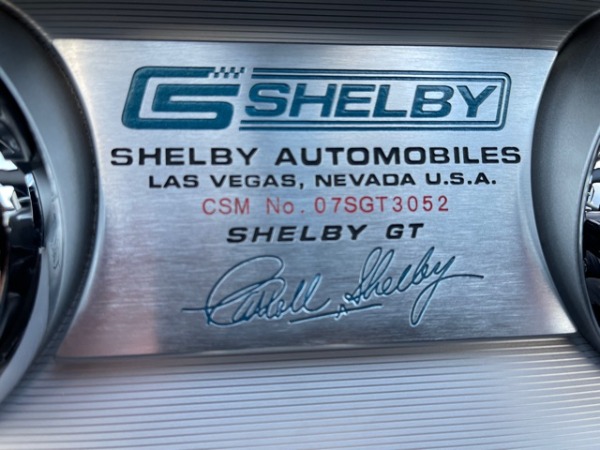 CS SHELBY
SHELBY AUTOMOBILES
LAS VEGAS, NEVADA U.S.A.
CSM No. 07SGT3052
SHELBY GT
Carroll Shelby